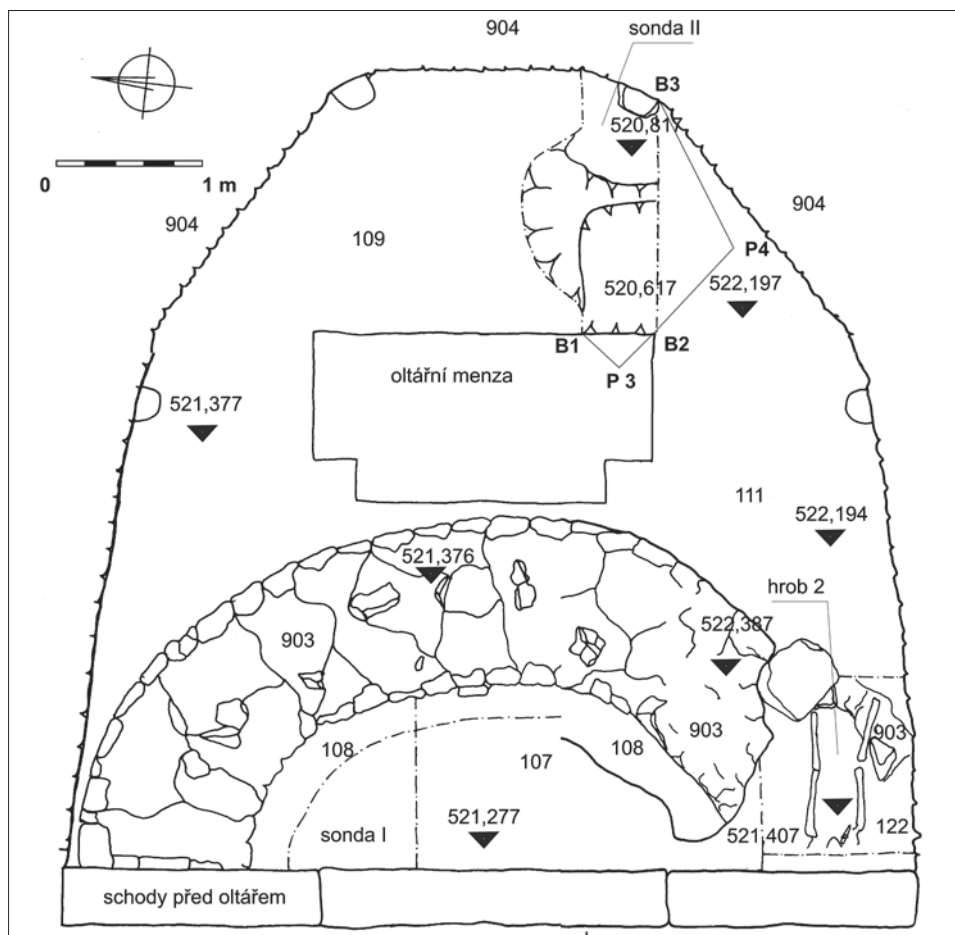 904
sonda II
B3
520,817
0
1 m
904
904
109
P4
520,617
522,197
B1
B2
P 3
oltářní menza
521,377
111
522,194
521,376
hrob 2
522,387
903
903
903
108
107
108
521,277
sonda I
521,407
122
schody před oltářem